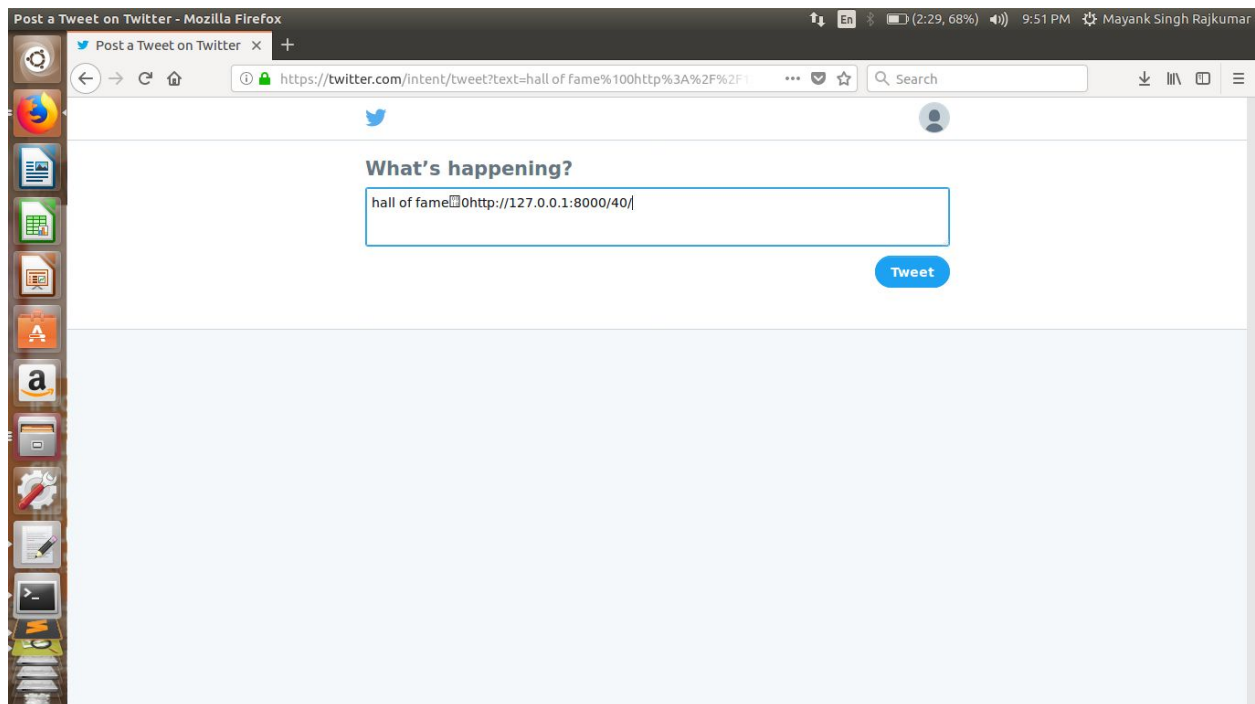 Post a Tweet on Twitter - Mozilla Firefox
En (2:29, 68%) 9:51 PM Mayank Singh Rajkumar
Post a Tweet on Twitter
https://twitter.com/intent/tweet?text=hall of fame%100http%3A%2F%2F1
Search
What's happening?
hall of fame0http://127.0.0.1:8000/40/
Tweet